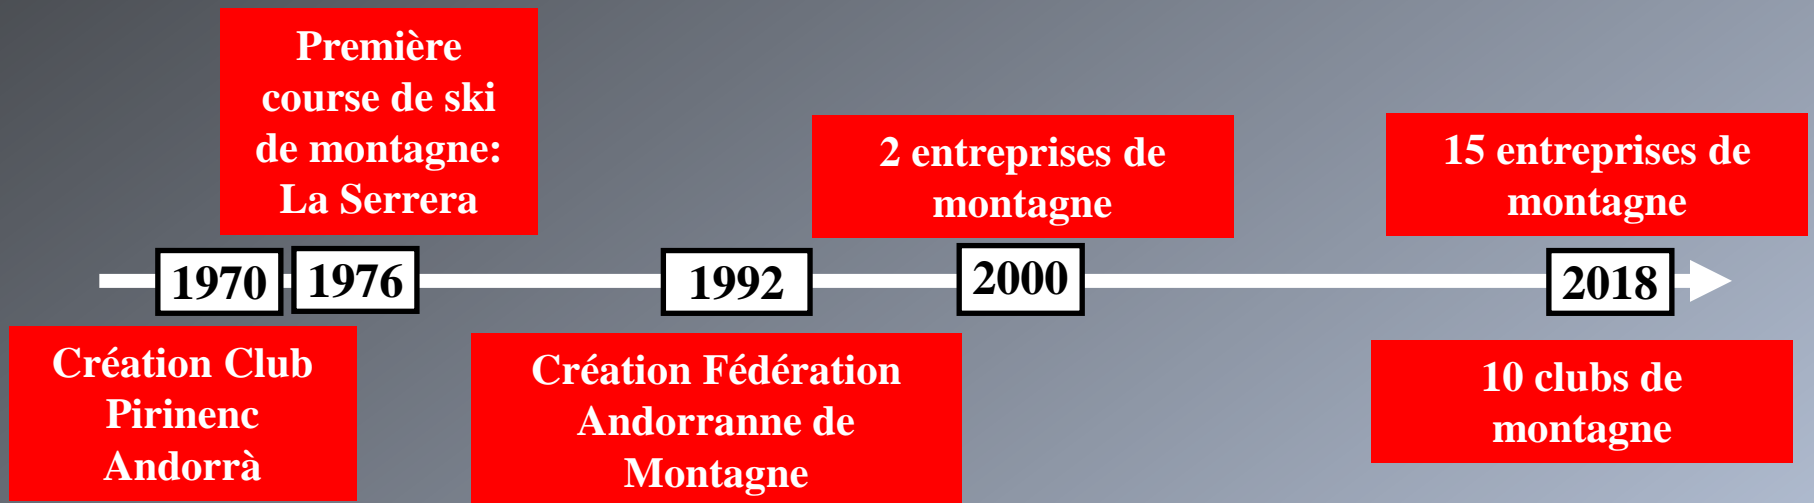 Première
course de ski
de montagne:
La Serrera
2 entreprises de
montagne
15 entreprises de
montagne
1970
1976
1992
2000
2018
Création Club
Pirinenc
Andorrà
Création Fédération
Andorranne de
Montagne
10 clubs de
montagne